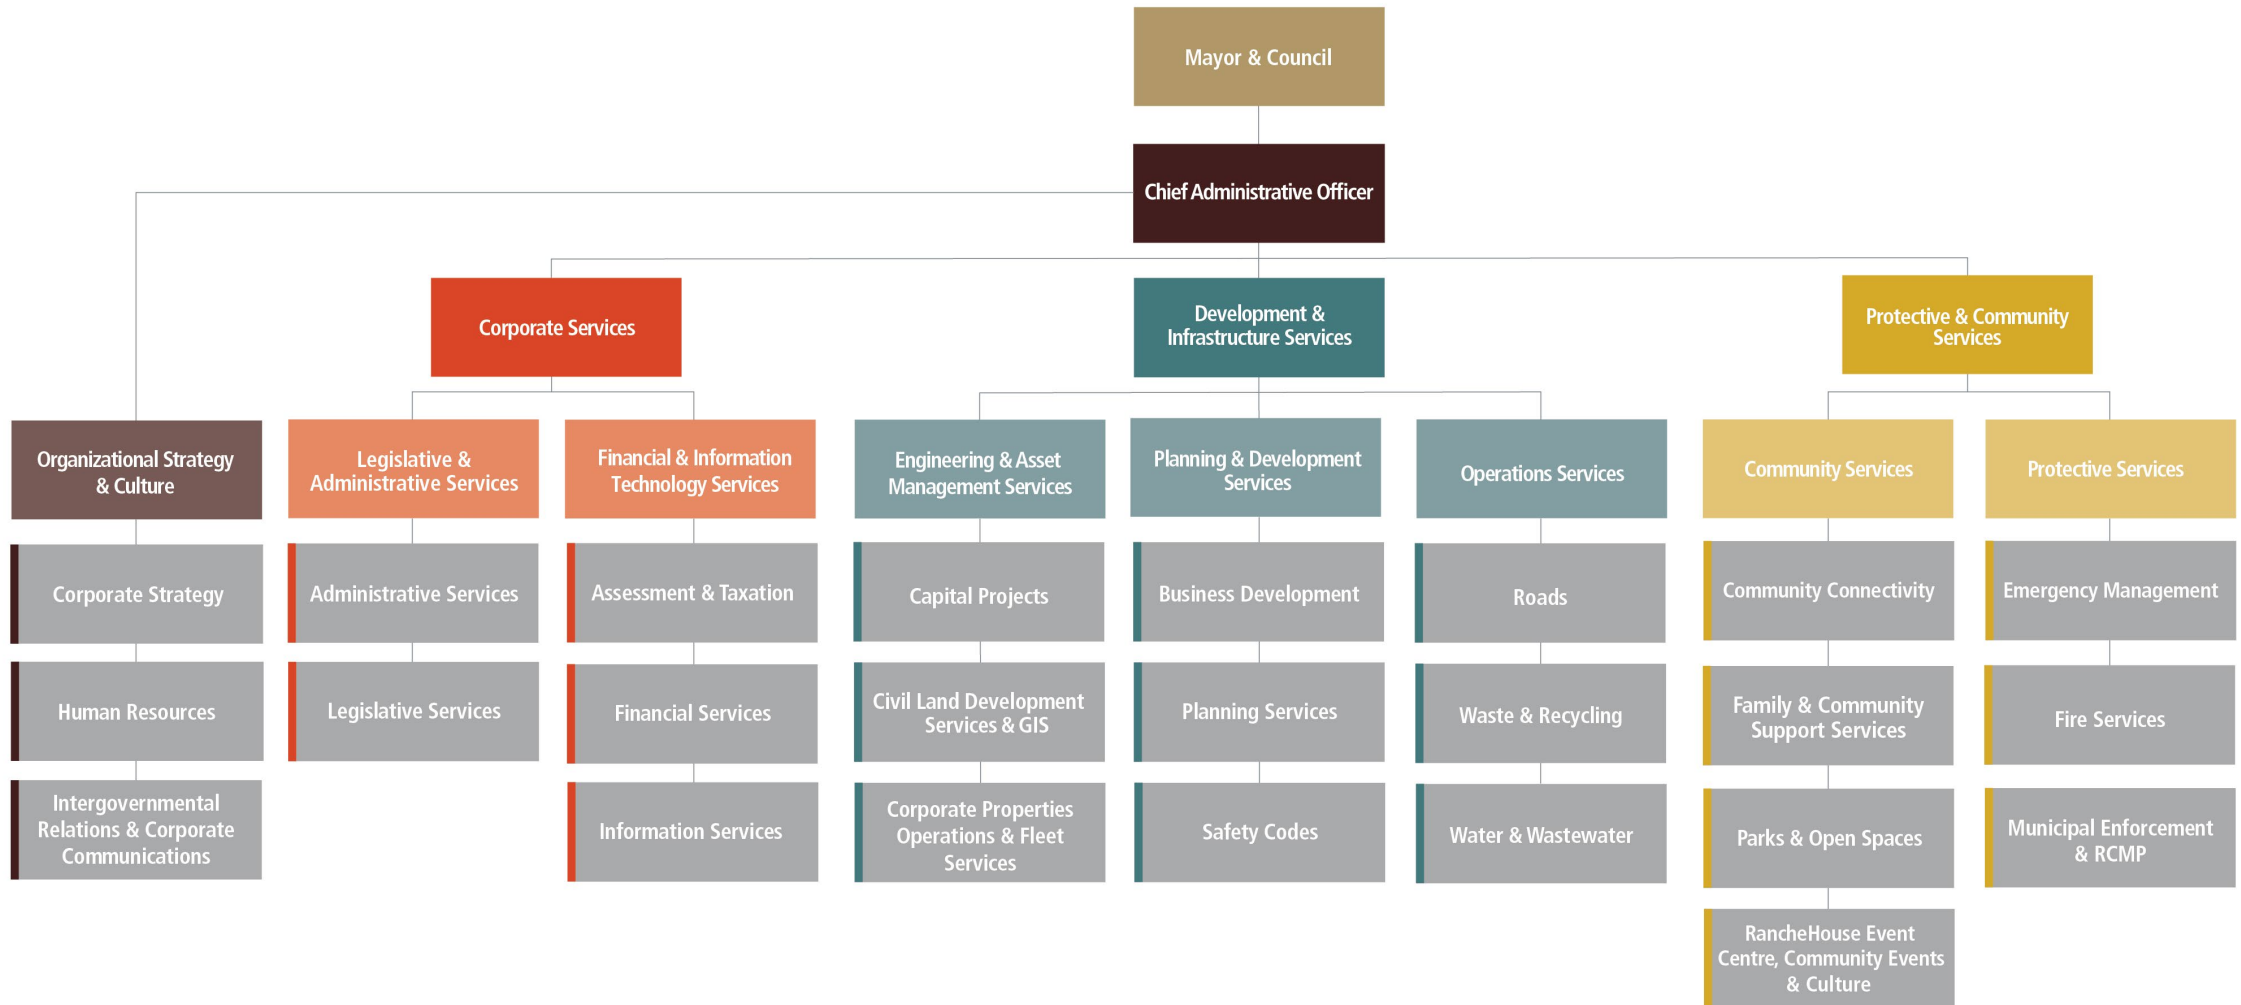 Mayor & Council
Chief Administrative Officer
Corporate Services
Development &
Infrastructure Services
Protective & Community
Services
Organizational Strategy
& Culture
Legislative &
Administrative Services
Financial & Information
Technology Services
Engineering & Asset
Management Services
Planning & Development
Services
Operations Services
Community Services
Protective Services
Corporate Strategy
Administrative Services
Assessment & Taxation
Capital Projects
Business Development
Roads
Community Connectivity
Emergency Management
Human Resources
Legislative Services
Financial Services
Civil Land Development
Services & GIS
Planning Services
Waste & Recycling
Family & Community
Support Services
Fire Services
Intergovernmental
Relations & Corporate
Communications
Information Services
Corporate Properties
Operations & Fleet
Services
Safety Codes
Water & Wastewater
Parks & Open Spaces
Municipal Enforcement
& RCMP
RancheHouse Event
Centre, Community Events
& Culture